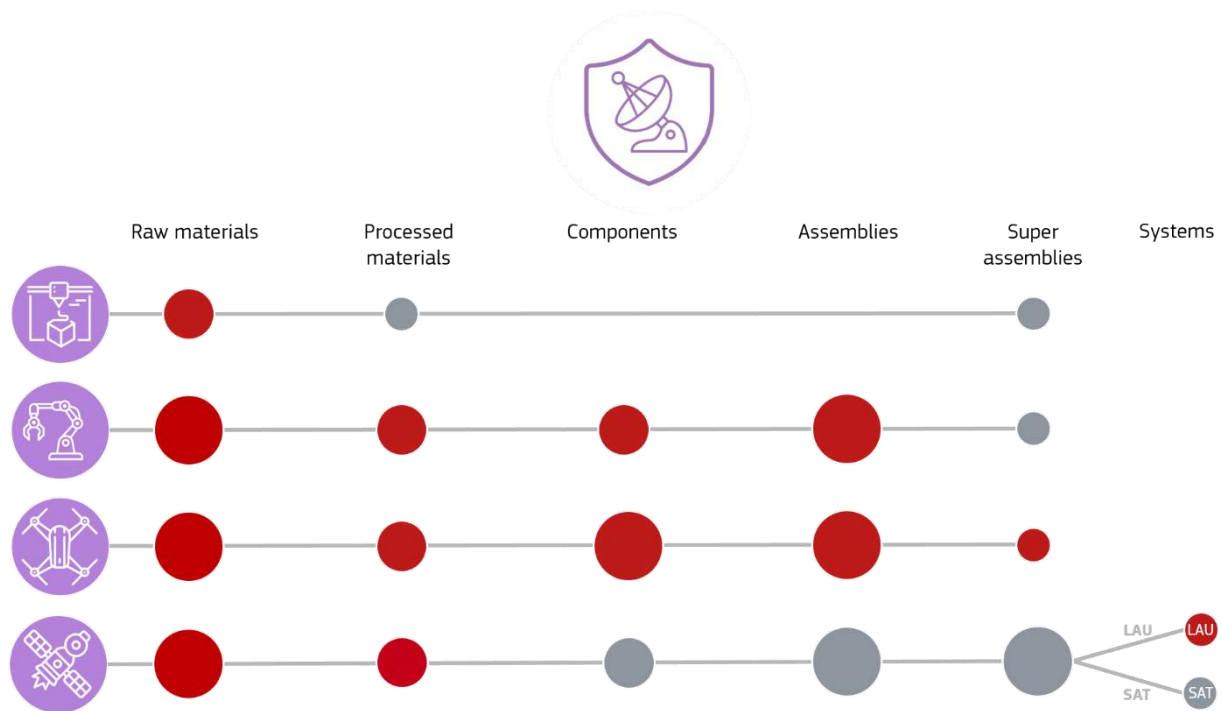 Raw materials
Processed
materials
Components
Assemblies
Super
assemblies
Systems
LAU
LAU
SAT
SAT